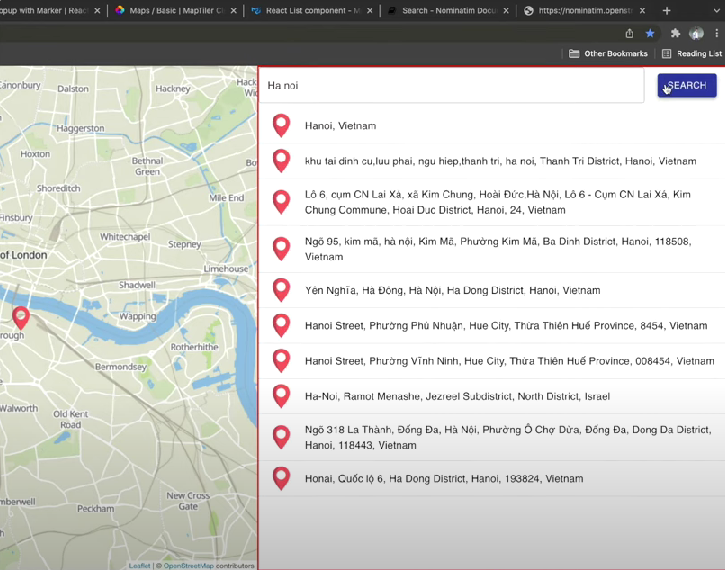 opup with Marker | React
Maps / Basic | MapTiler C
React List component - M
Search - Nominatim Docu
https://nominatim.openstr
Other Bookmarks
Reading List
Canonbury
Dalston
Hackney
Hack
Wic
Haggerston
Hoxton
Bethnal
Green
Bo
Shoreditch
Mile End
Finsbury
Whitechapel
Stepney
of London
Limehouse
Shadwell
Wapping
rough
Rotherhithe
Bermondsey
Walworth
Old Kent
Road
New Cross
Gate
mberwell
Peckham
Leaflet | © OpenStreetMap contributors
Ha noi
SEARCH
Hanoi, Vietnam
khu tai dinh cu,luu phai, ngu hiep,thanh tri, ha noi, Thanh Tri District, Hanoi, Vietnam
Lô 6, cụm CN Lai Xá, xã Kim Chung, Hoài Đức,Hà Nội, Lô 6 - Cụm CN Lai Xá, Kim
Chung Commune, Hoai Duc District, Hanoi, 24, Vietnam
Ngõ 95, kim mã, hà nội, Kim Mã, Phường Kim Mã, Ba Dinh District, Hanoi, 118508,
Vietnam
Yên Nghĩa, Hà Đông, Hà Nội, Ha Dong District, Hanoi, Vietnam
Hanoi Street, Phường Phú Nhuận, Hue City, Thừa Thiên Huế Province, 8454, Vietnam
Hanoi Street, Phường Vĩnh Ninh, Hue City, Thừa Thiên Huế Province, 008454, Vietnam
Ha-Noi, Ramot Menashe, Jezreel Subdistrict, North District, Israel
Ngõ 318 La Thành, Đống Đa, Hà Nội, Phường Ô Chợ Dừa, Đống Đa, Dong Da District,
Hanoi, 118443, Vietnam
Honai, Quốc lộ 6, Ha Dong District, Hanoi, 193824, Vietnam